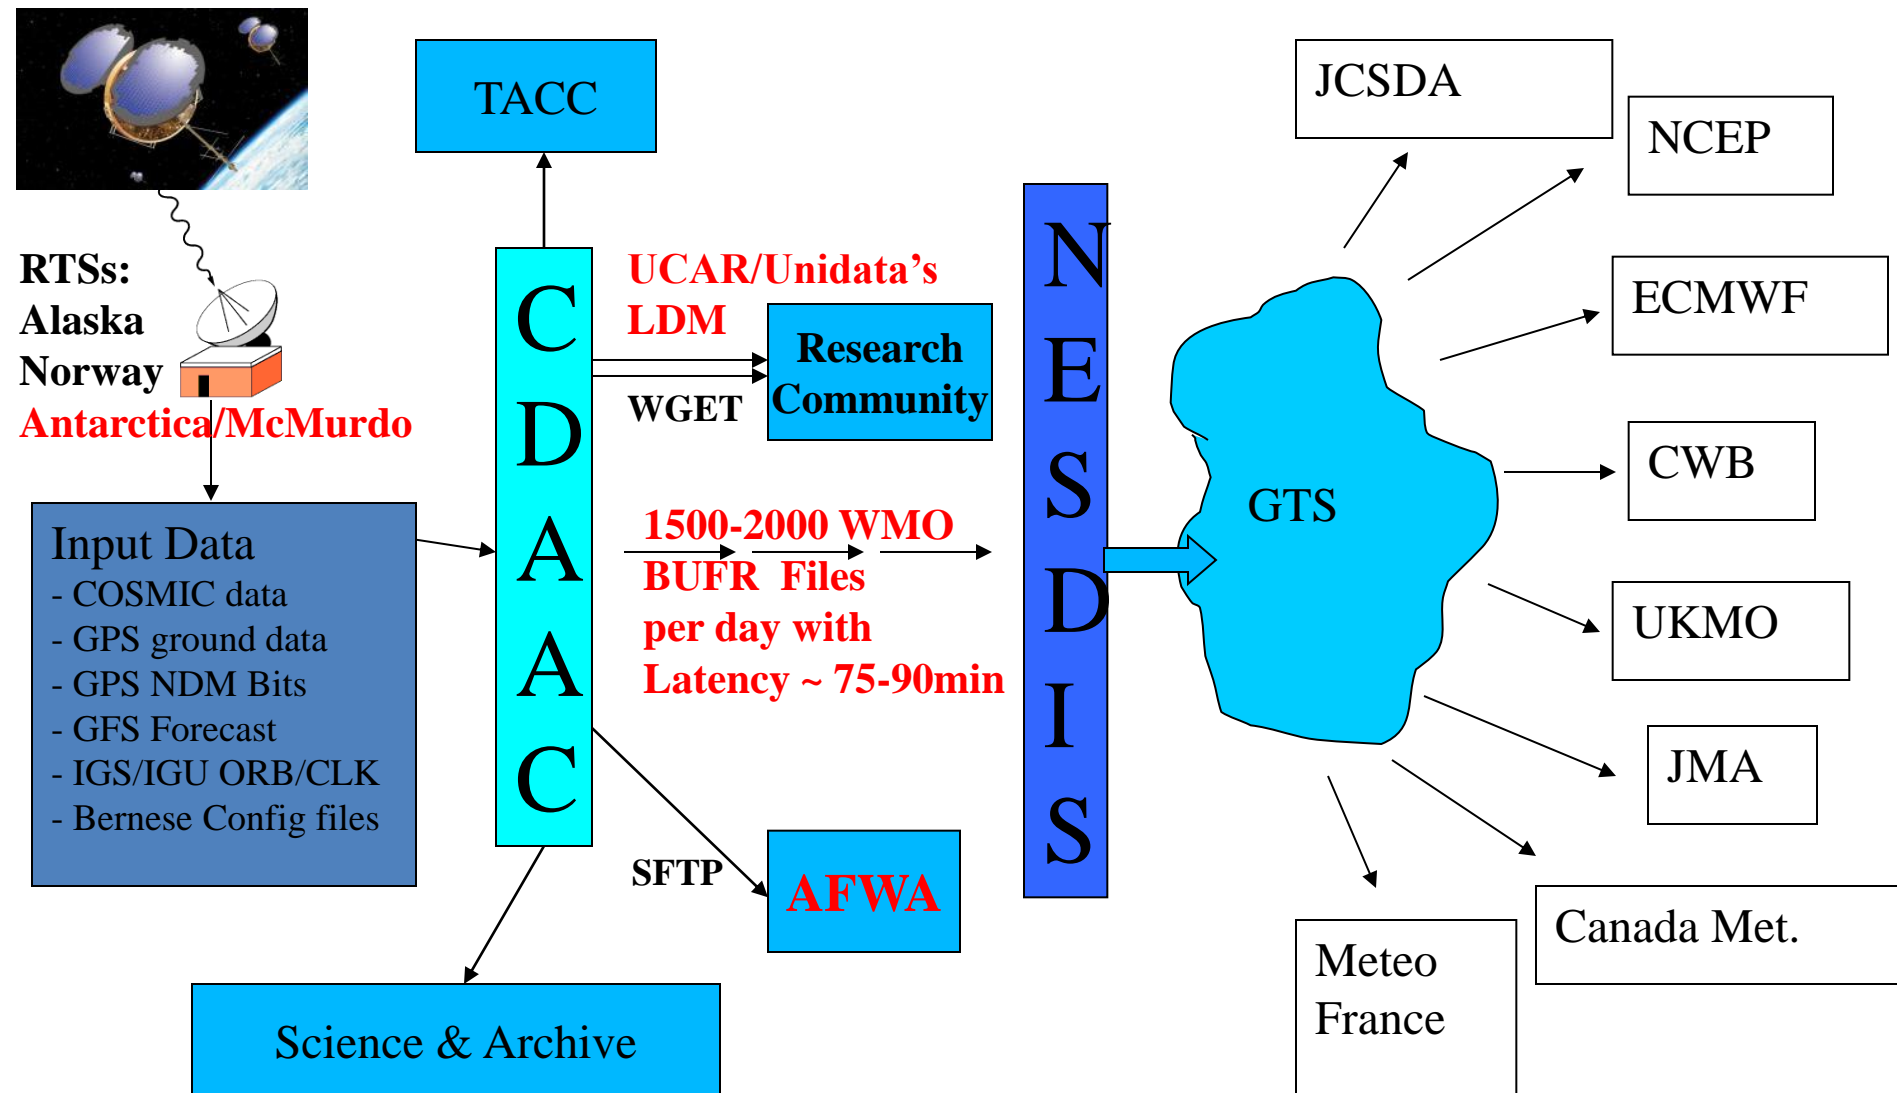 TACC
RTSs:
Alaska
Norway
Antarctica/McMurdo
Input Data
- COSMIC data
- GPS ground data
- GPS NDM Bits
- GFS Forecast
- IGS/IGU ORB/CLK
- Bernese Config files
CDAAC
UCAR/Unidata’s
LDM
Research
Community
WGET
1500-2000 WMO
BUFR Files
per day with
Latency ~ 75-90min
SFTP
AFWA
Science & Archive
NESDIS
GTS
JCSDA
NCEP
ECMWF
CWB
UKMO
JMA
Canada Met.
Meteo
France